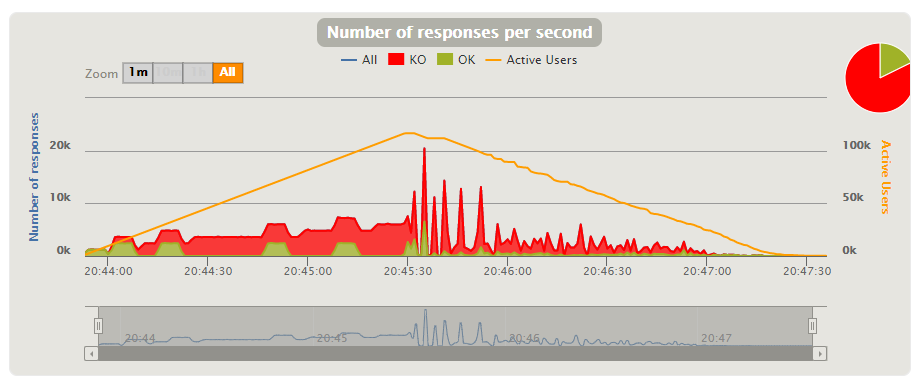 Number of responses per second
All KO OK Active Users
Zoom 1m 10m 1h All
Number of responses
20k
10k
0k
100k
50k
0k
Active Users
20:44:00 20:44:30 20:45:00 20:45:30 20:46:00 20:46:30 20:47:00 20:47:30
20:44 20:45 20:46 20:47